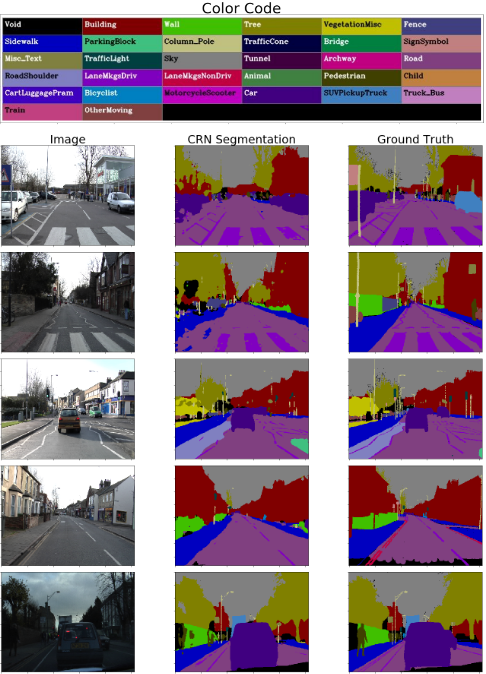 Color Code
Void Building Wall Tree VegetationMisc Fence
Sidewalk ParkingBlock Column_Pole TrafficCone Bridge SignSymbol
Misc_Text TrafficLight Sky Tunnel Archway Road
RoadShoulder LaneMkgsDriv LaneMkgsNonDriv Animal Pedestrian Child
CartLuggagePram Bicyclist MotorcycleScooter Car SUVPickupTruck Truck_Bus
Train OtherMoving
Image CRN Segmentation Ground Truth